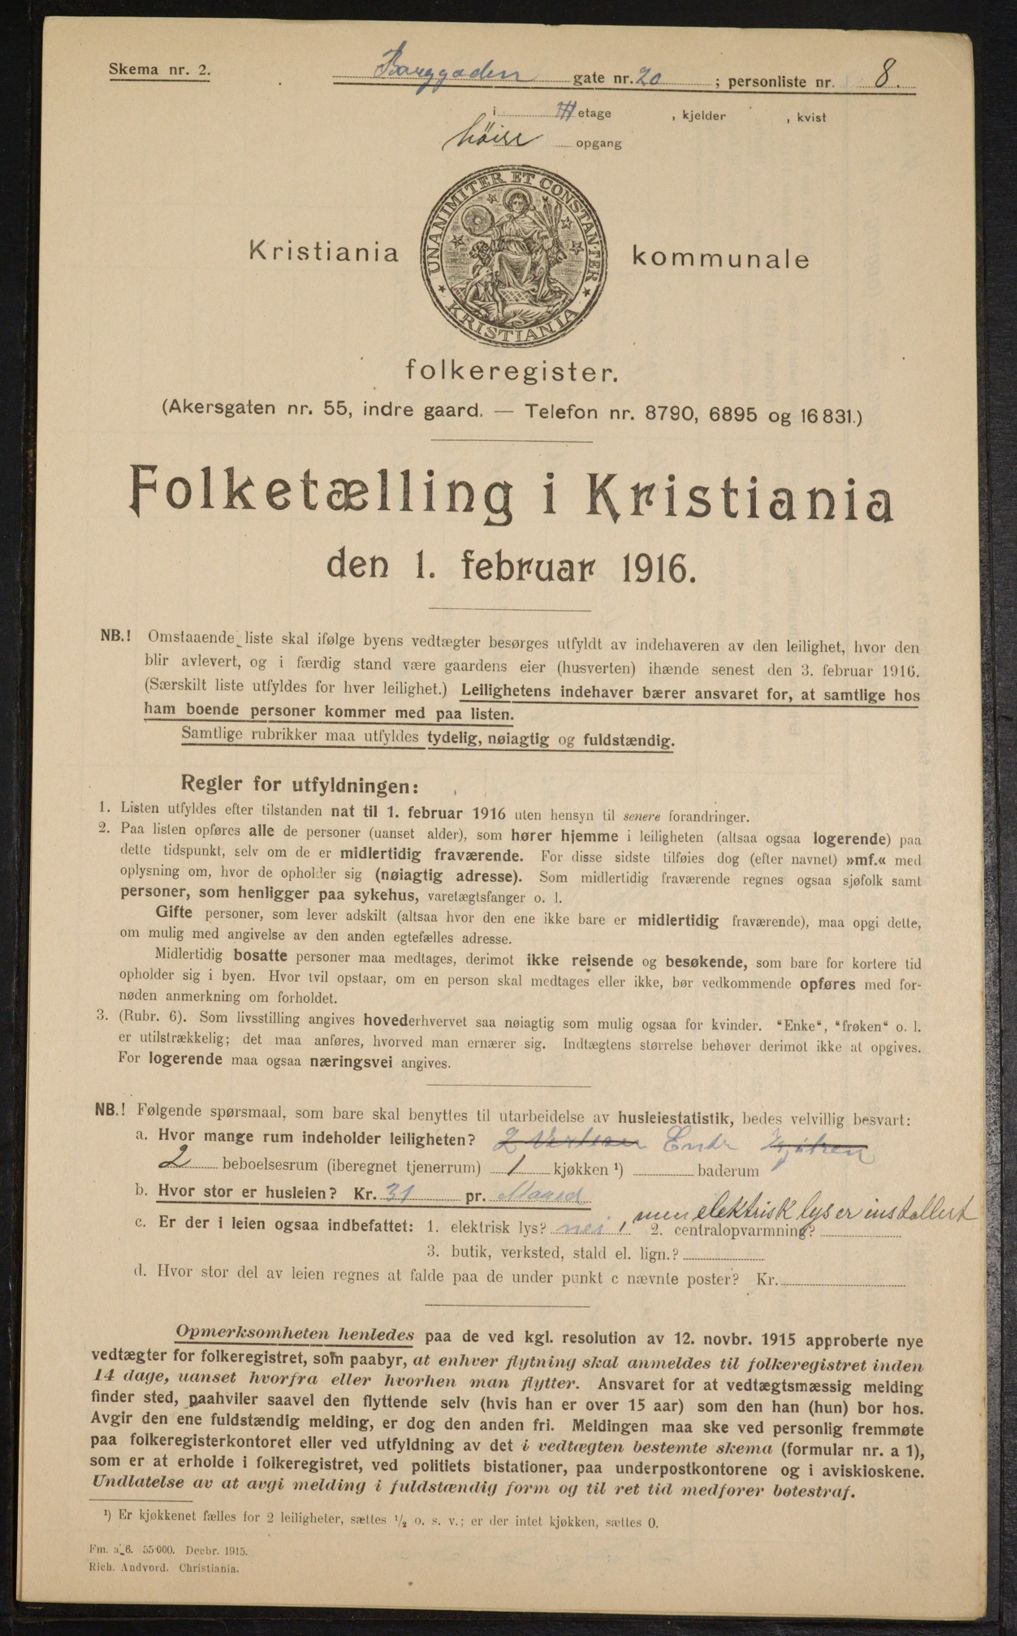 Skema nr. 2.
Borggaden gate nr. 20 ; personliste nr. 8.
i III etage , kjelder , kvist
höire opgang
UNANIMITER ET CONSTANTER
KRISTIANIA
Kristiania kommunale
folkeregister.
(Akersgaten nr. 55, indre gaard. — Telefon nr. 8790, 6895 og 16831.)
Folketælling i Kristiania
den 1. februar 1916.
NB.! Omstaaende liste skal ifølge byens vedtægter besørges utfyldt av indehaveren av den leilighet, hvor den
blir avlevert, og i færdig stand være gaardens eier (husverten) ihænde senest den 3. februar 1916.
(Særskilt liste utfyldes for hver leilighet.) Leilighetens indehaver bærer ansvaret for, at samtlige hos
ham boende personer kommer med paa listen.
Samtlige rubrikker maa utfyldes tydelig, nøiagtig og fuldstændig.
Regler for utfyldningen:
1. Listen utfyldes efter tilstanden nat til 1. februar 1916 uten hensyn til senere forandringer.
2. Paa listen opføres alle de personer (uanset alder), som hører hjemme i leiligheten (altsaa ogsaa logerende) paa
dette tidspunkt, selv om de er midlertidig fraværende. For disse sidste tilføies dog (efter navnet) »mf.« med
oplysning om, hvor de opholder sig (nøiagtig adresse). Som midlertidig fraværende regnes ogsaa sjøfolk samt
personer, som henligger paa sykehus, varetægtsfanger o. l.
Gifte personer, som lever adskilt (altsaa hvor den ene ikke bare er midlertidig fraværende), maa opgi dette,
om mulig med angivelse av den anden egtefælles adresse.
Midlertidig bosatte personer maa medtages, derimot ikke reisende og besøkende, som bare for kortere tid
opholder sig i byen. Hvor tvil opstaar, om en person skal medtages eller ikke, bør vedkommende opføres med for-
nøden anmerkning om forholdet.
3. (Rubr. 6). Som livsstilling angives hovederhvervet saa nøiagtig som mulig ogsaa for kvinder. "Enke", "frøken" o. l.
er utilstrækkelig; det maa anføres, hvorved man ernærer sig. Indtægtens størrelse behøver derimot ikke at opgives.
For logerende maa ogsaa næringsvei angives.
NB.! Følgende spørsmaal, som bare skal benyttes til utarbeidelse av husleiestatistik, bedes velvillig besvart:
a. Hvor mange rum indeholder leiligheten? 2
2 beboelsesrum (iberegnet tjenerrum) 1 kjøkken ¹) baderum
b. Hvor stor er husleien? Kr. 31 pr. Maaned
c. Er der i leien ogsaa indbefattet: 1. elektrisk lys? nei, men elektrisk lys er installert 2. centralopvarmning?
3. butik, verksted, stald el. lign.?
d. Hvor stor del av leien regnes at falde paa de under punkt c nævnte poster? Kr.
Opmerksomheten henledes paa de ved kgl. resolution av 12. novbr. 1915 approberte nye
vedtægter for folkeregistret, som paabyr, at enhver flytning skal anmeldes til folkeregistret inden
14 dage, uanset hvorfra eller hvorhen man flytter. Ansvaret for at vedtægtsmæssig melding
finder sted, paahviler saavel den flyttende selv (hvis han er over 15 aar) som den han (hun) bor hos.
Avgir den ene fuldstændig melding, er dog den anden fri. Meldingen maa ske ved personlig fremmøte
paa folkeregisterkontoret eller ved utfyldning av det i vedtægten bestemte skema (formular nr. a 1),
som er at erholde i folkeregistret, ved politiets bistationer, paa underpostkontorene og i aviskioskene.
Undlatelse av at avgi melding i fuldstændig form og til ret tid medfører bøtestraf.
¹) Er kjøkkenet fælles for 2 leiligheter, sættes ½ o. s. v.; er der intet kjøkken, sættes 0.
Fm. a_6. 55000. Decbr. 1915.
Rich. Andvord. Christiania.